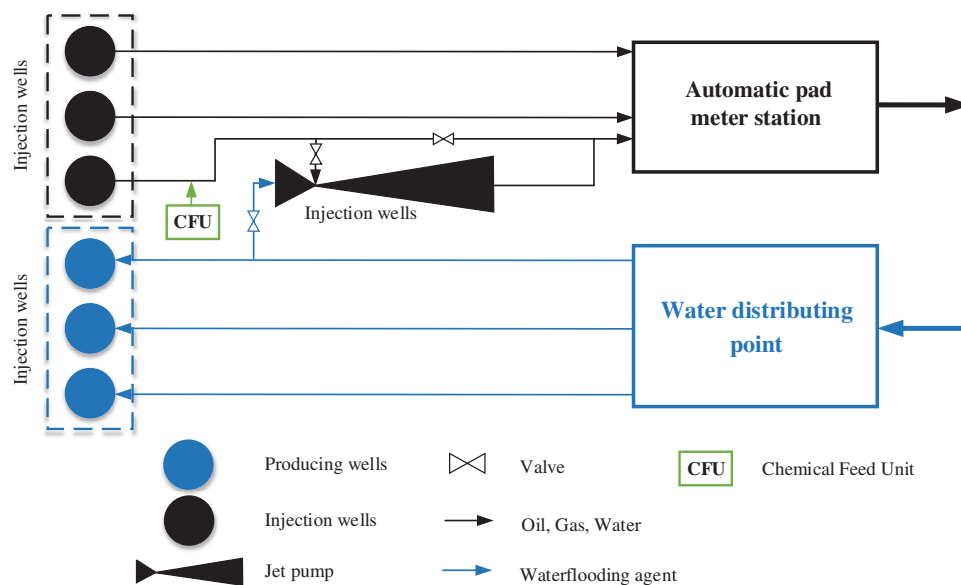 Injection wells
Automatic pad
meter station
Injection wells
CFU
Injection wells
Water distributing
point
Producing wells
Valve
CFU
Chemical Feed Unit
Injection wells
Oil, Gas, Water
Jet pump
Waterflooding agent